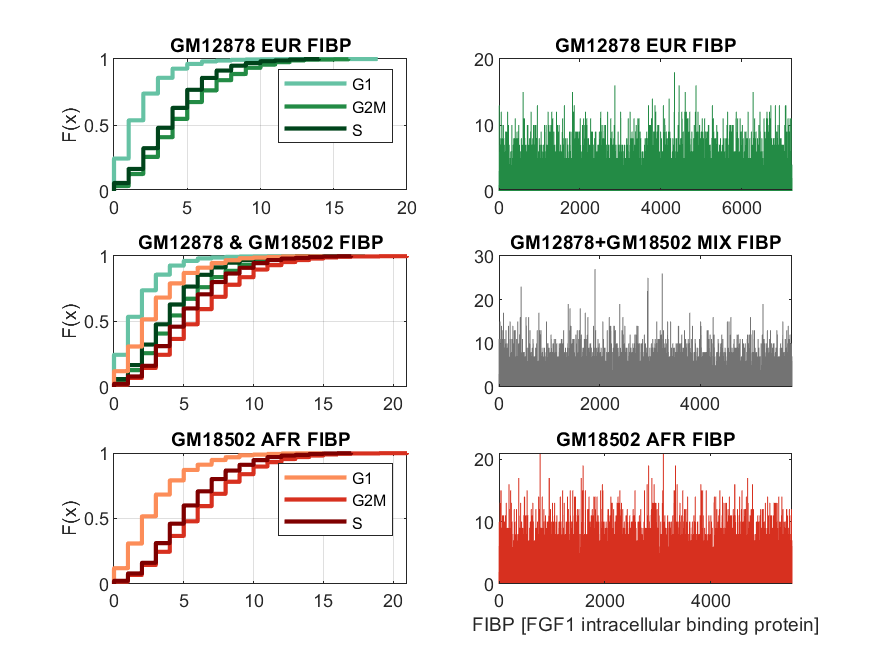 GM12878 EUR FIBP
GM12878 EUR FIBP
1
0.5
0
F(x)
0 5 10 15 20
G1
G2M
S
20
10
0
0 2000 4000 6000
GM12878 & GM18502 FIBP
GM12878+GM18502 MIX FIBP
1
0.5
0
F(x)
0 5 10 15 20
30
20
10
0
0 2000 4000
GM18502 AFR FIBP
GM18502 AFR FIBP
1
0.5
0
F(x)
0 5 10 15 20
G1
G2M
S
20
10
0
0 2000 4000
FIBP [FGF1 intracellular binding protein]